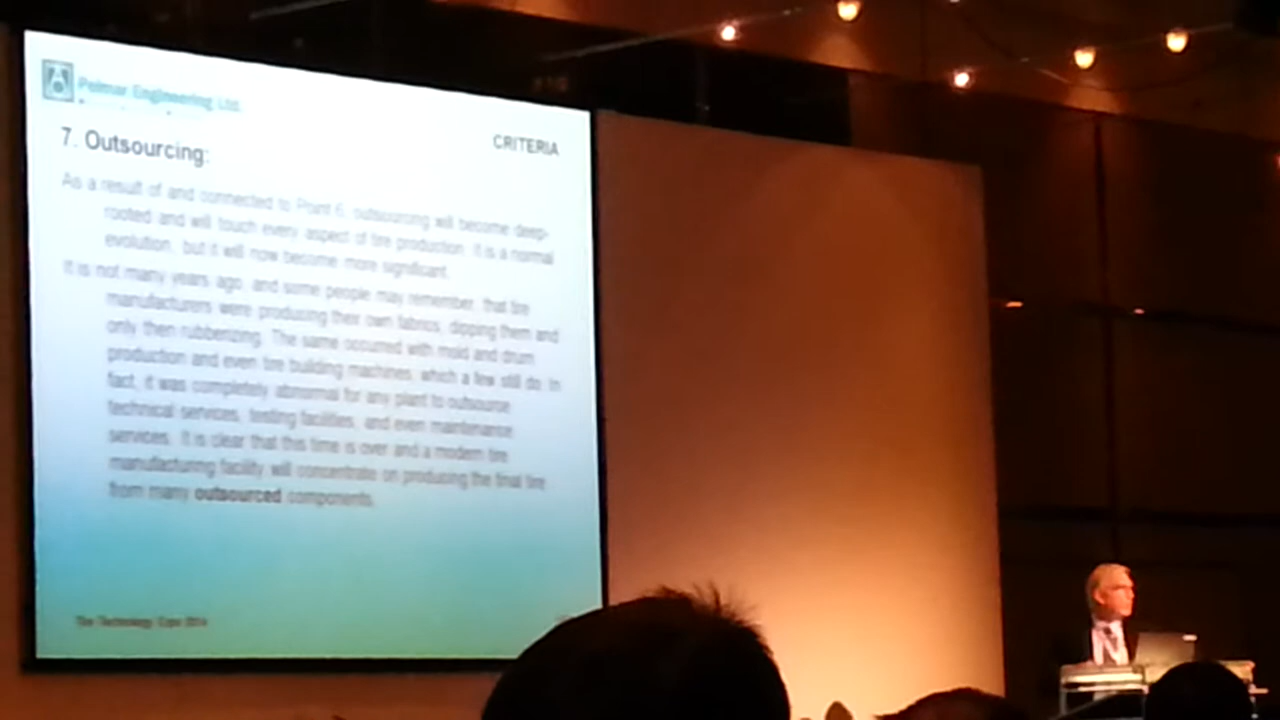 Polmar Engineering Ltd.
7. Outsourcing:
CRITERIA
As a result of and connected to Point 6, outsourcing will become deep-
rooted and will touch every aspect of tire production. It is a normal
evolution, but it will now become more significant.
It is not many years ago, and some people may remember, that tire
manufacturers were producing their own fabrics, dipping them and
only then rubberizing. The same occurred with mold and drum
production and even tire building machines, which a few still do. In
fact, it was completely abnormal for any plant to outsource
technical services, testing facilities, and even maintenance
services. It is clear that this time is over and a modern tire
manufacturing facility will concentrate on producing the final tire
from many outsourced components.
Tire Technology Expo 2014